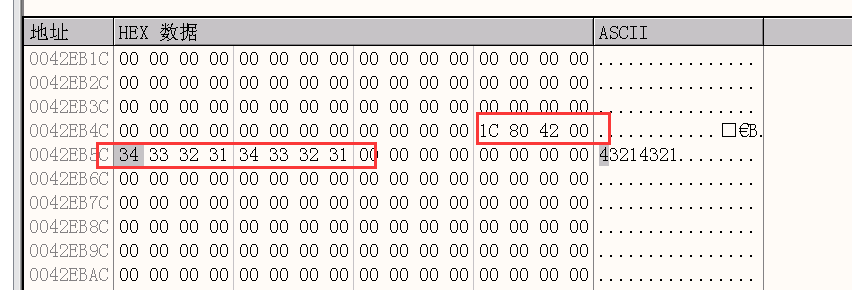 地址 HEX 数据 ASCII
0042EB1C 00 00 00 00 00 00 00 00 00 00 00 00 00 00 00 00 ................
0042EB2C 00 00 00 00 00 00 00 00 00 00 00 00 00 00 00 00 ................
0042EB3C 00 00 00 00 00 00 00 00 00 00 00 00 00 00 00 00 ................
0042EB4C 00 00 00 00 00 00 00 00 00 00 00 00 1C 80 42 00 ............□€B.
0042EB5C 34 33 32 31 34 33 32 31 00 00 00 00 00 00 00 00 43214321........
0042EB6C 00 00 00 00 00 00 00 00 00 00 00 00 00 00 00 00 ................
0042EB7C 00 00 00 00 00 00 00 00 00 00 00 00 00 00 00 00 ................
0042EB8C 00 00 00 00 00 00 00 00 00 00 00 00 00 00 00 00 ................
0042EB9C 00 00 00 00 00 00 00 00 00 00 00 00 00 00 00 00 ................
0042EBAC 00 00 00 00 00 00 00 00 00 00 00 00 00 00 00 00 ................